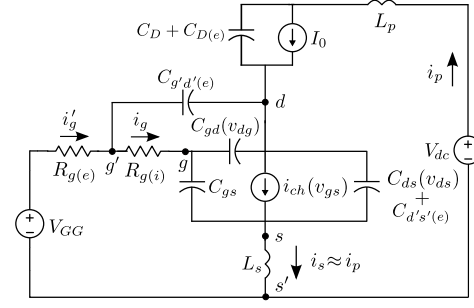 C_D + C_{D(e)}
I_0
L_p
i_p
C_{g'd'(e)}
d
C_{gd}(v_{dg})
i'_g
i_g
g'
g
R_{g(e)}
R_{g(i)}
C_{gs}
i_{ch}(v_{gs})
V_{dc}
C_{ds}(v_{ds})
+
C_{d's'(e)}
V_{GG}
s
L_s
i_s ≈ i_p
s'